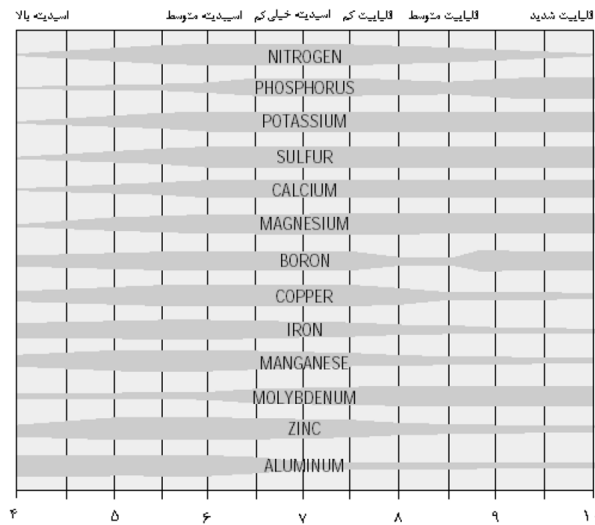 اسیدیته بالا اسیدیته متوسط اسیدیته خیلی کم قلیاییت کم قلیاییت متوسط قلیاییت شدید
NITROGEN
PHOSPHORUS
POTASSIUM
SULFUR
CALCIUM
MAGNESIUM
BORON
COPPER
IRON
MANGANESE
MOLYBDENUM
ZINC
ALUMINUM
۴ ۵ ۶ ۷ ۸ ۹ ۱